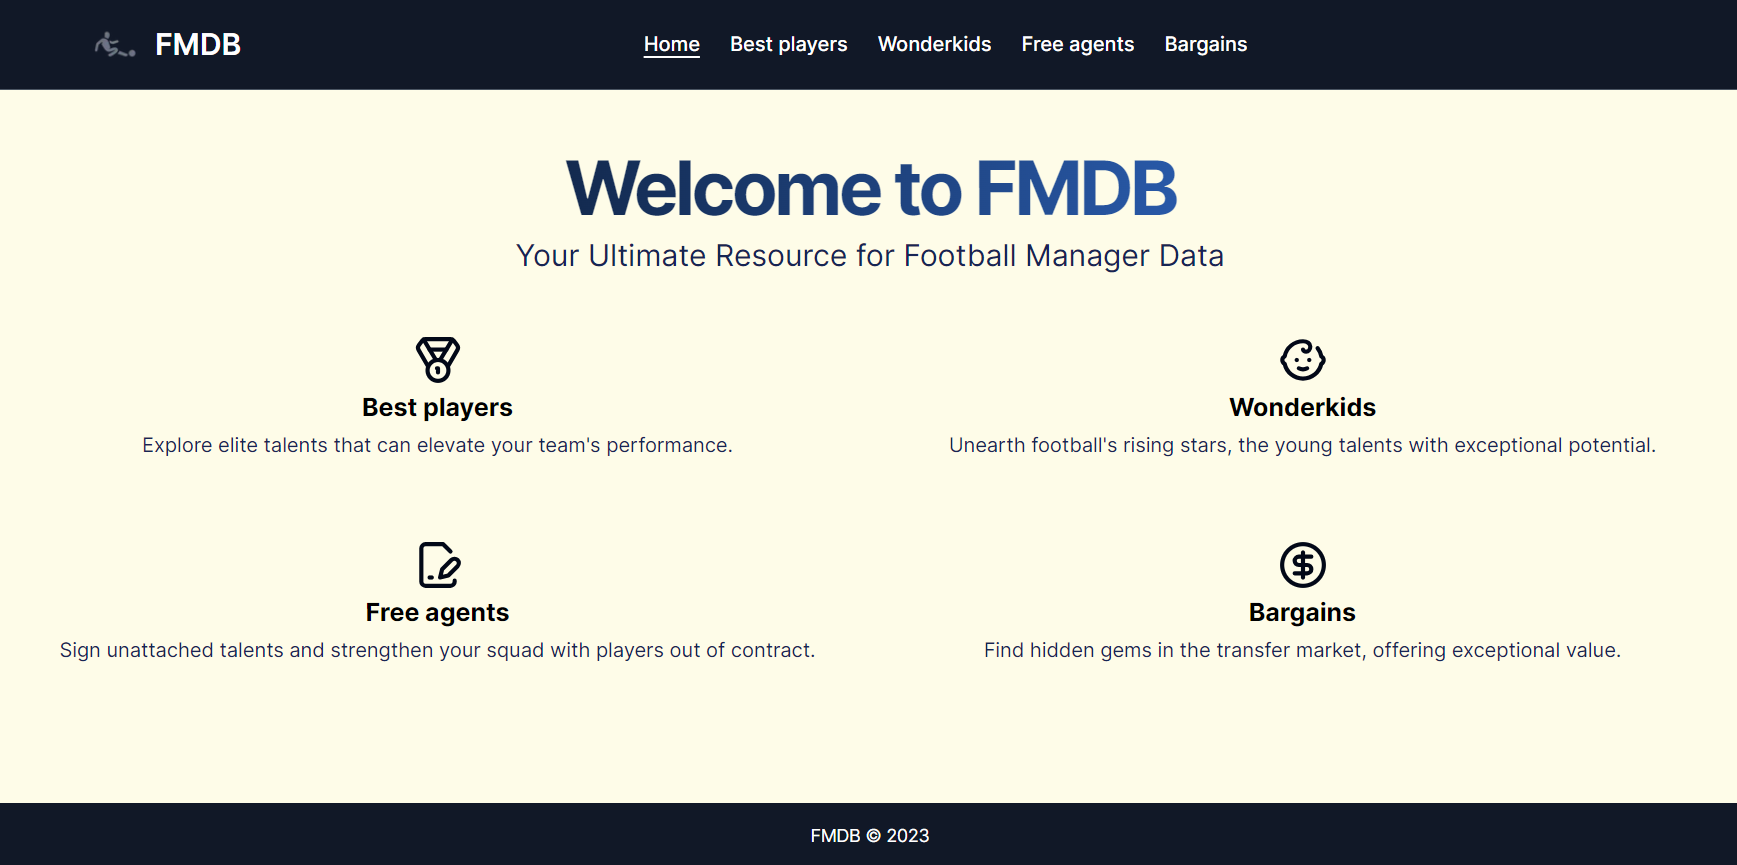 FMDB
Home Best players Wonderkids Free agents Bargains
Welcome to FMDB
Your Ultimate Resource for Football Manager Data
Best players
Explore elite talents that can elevate your team's performance.
Wonderkids
Unearth football's rising stars, the young talents with exceptional potential.
Free agents
Sign unattached talents and strengthen your squad with players out of contract.
Bargains
Find hidden gems in the transfer market, offering exceptional value.
FMDB © 2023